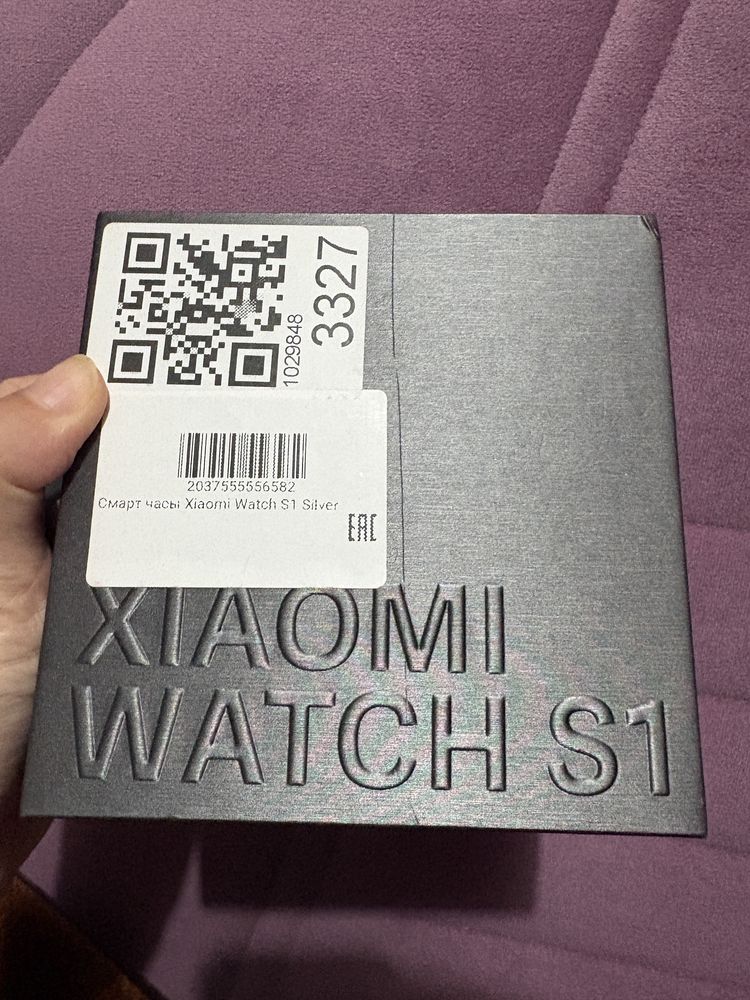 1029848
3327
2037555556582
Смарт часы Xiaomi Watch S1 Silver
EAC
XIAOMI
WATCH S1